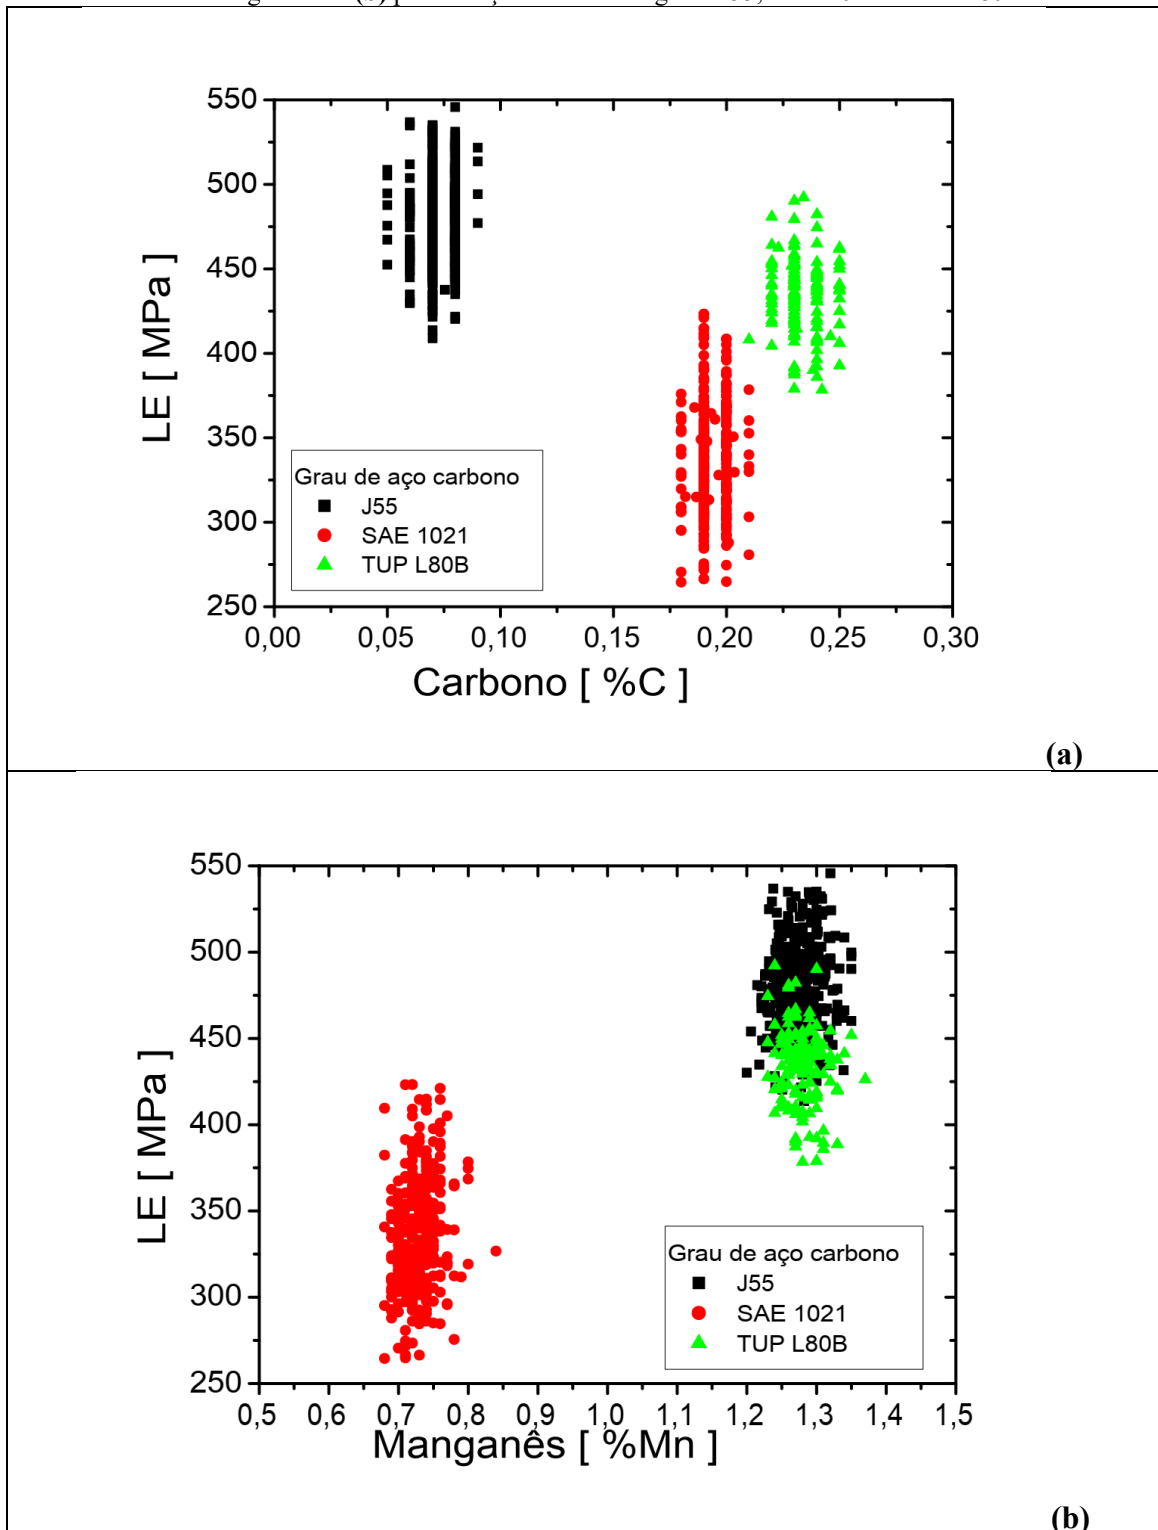 (b)
550
500
450
400
350
300
250
LE [ MPa ]
Grau de aço carbono
J55
SAE 1021
TUP L80B
0,00 0,05 0,10 0,15 0,20 0,25 0,30
Carbono [ %C ]
(a)
550
500
450
400
350
300
250
LE [ MPa ]
Grau de aço carbono
J55
SAE 1021
TUP L80B
0,5 0,6 0,7 0,8 0,9 1,0 1,1 1,2 1,3 1,4 1,5
Manganês [ %Mn ]
(b)